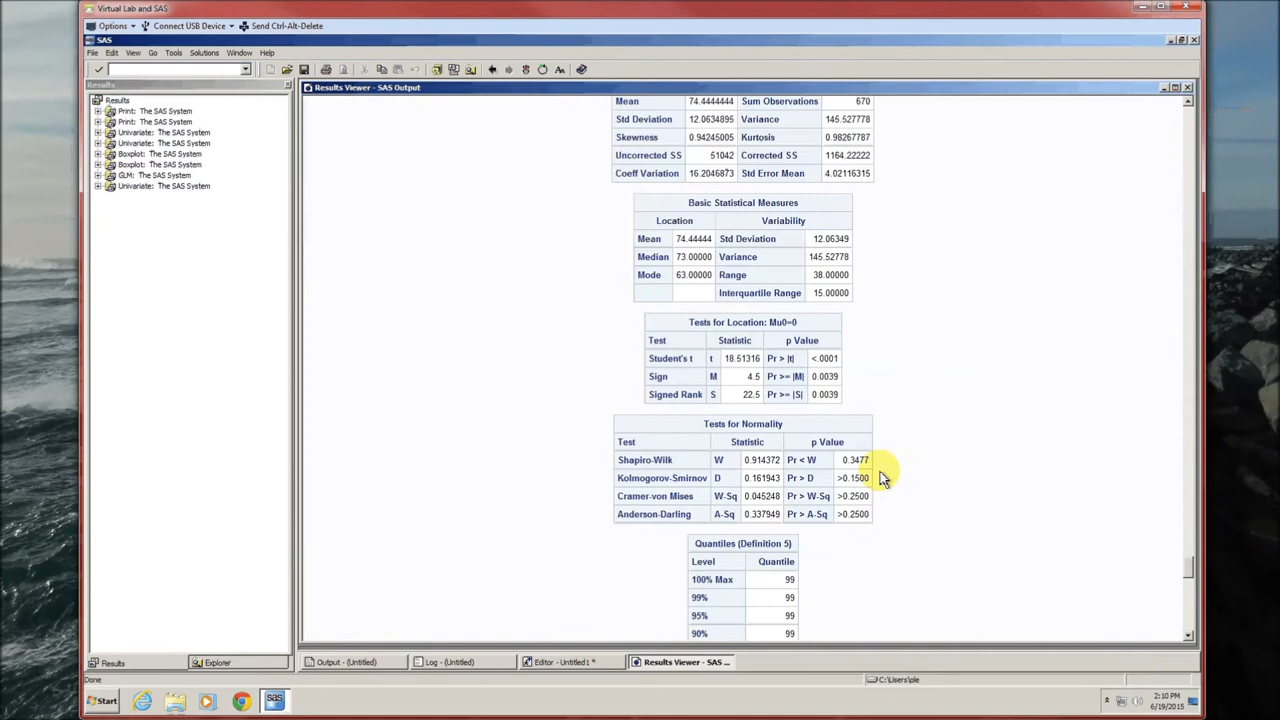 Virtual Lab and SAS
Options Connect USB Device Send Ctrl-Alt-Delete
SAS
File Edit View Go Tools Solutions Window Help
Results
Results Viewer - SAS Output
Results
Print: The SAS System
Print: The SAS System
Univariate: The SAS System
Univariate: The SAS System
Boxplot: The SAS System
Boxplot: The SAS System
GLM: The SAS System
Univariate: The SAS System
Mean 74.4444444 Sum Observations 670
Std Deviation 12.0634895 Variance 145.527778
Skewness 0.94245005 Kurtosis 0.98267787
Uncorrected SS 51042 Corrected SS 1164.22222
Coeff Variation 16.2046873 Std Error Mean 4.02116315
Basic Statistical Measures
Location Variability
Mean 74.44444 Std Deviation 12.06349
Median 73.00000 Variance 145.52778
Mode 63.00000 Range 38.00000
Interquartile Range 15.00000
Tests for Location: Mu0=0
Test Statistic p Value
Student's t t 18.51316 Pr > |t| <.0001
Sign M 4.5 Pr >= |M| 0.0039
Signed Rank S 22.5 Pr >= |S| 0.0039
Tests for Normality
Test Statistic p Value
Shapiro-Wilk W 0.914372 Pr < W 0.3477
Kolmogorov-Smirnov D 0.161943 Pr > D >0.1500
Cramer-von Mises W-Sq 0.045248 Pr > W-Sq >0.2500
Anderson-Darling A-Sq 0.337949 Pr > A-Sq >0.2500
Quantiles (Definition 5)
Level Quantile
100% Max 99
99% 99
95% 99
90% 99
Results Explorer
Output - (Untitled) Log - (Untitled) Editor - Untitled1 * Results Viewer - SAS ...
Done C:\Users\ple
Start sas 2:10 PM
6/19/2015